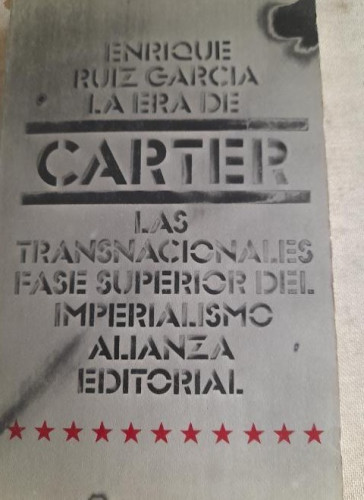 ENRIQUE
RUIZ GARCIA
LA ERA DE
CARTER
LAS
TRANSNACIONALES
FASE SUPERIOR DEL
IMPERIALISMO
ALIANZA
EDITORIAL